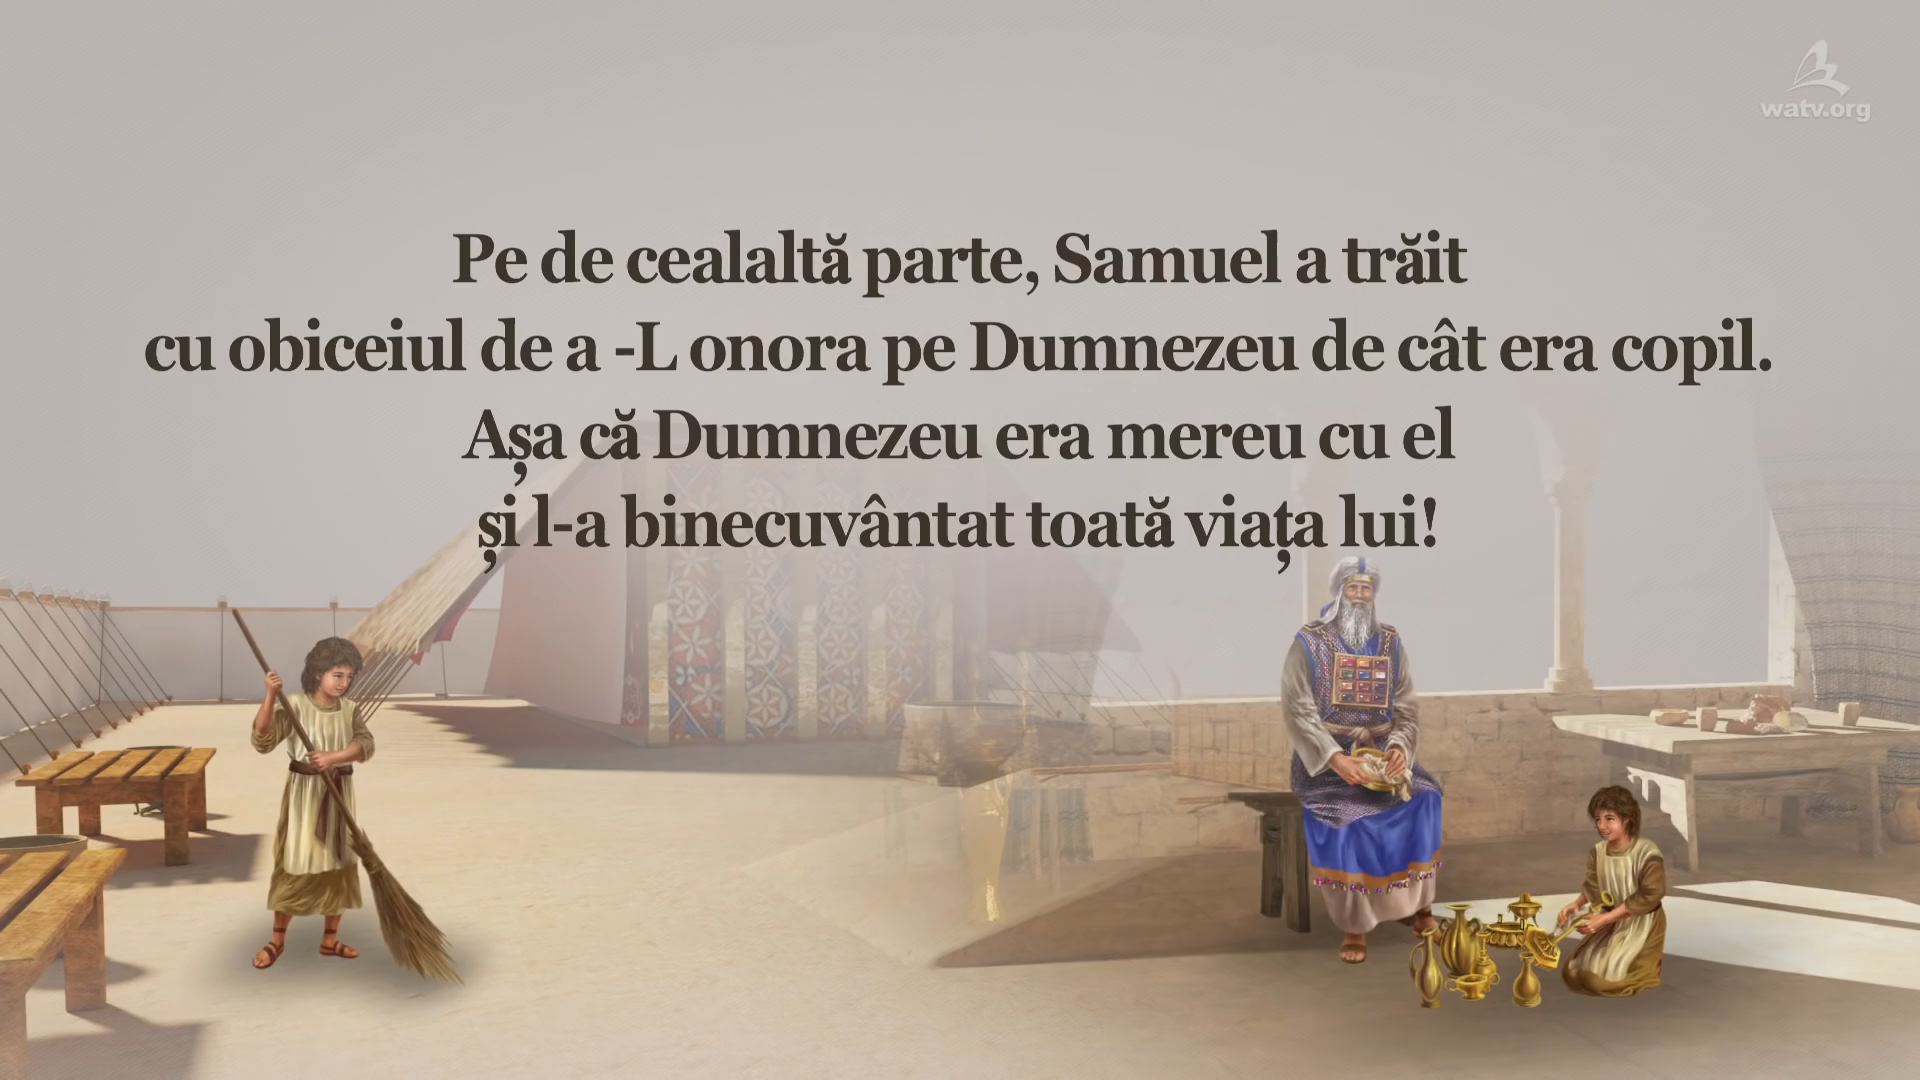 watv.org
Pe de cealaltă parte, Samuel a trăit
cu obiceiul de a -L onora pe Dumnezeu de cât era copil.
Așa că Dumnezeu era mereu cu el
și l-a binecuvântat toată viața lui!